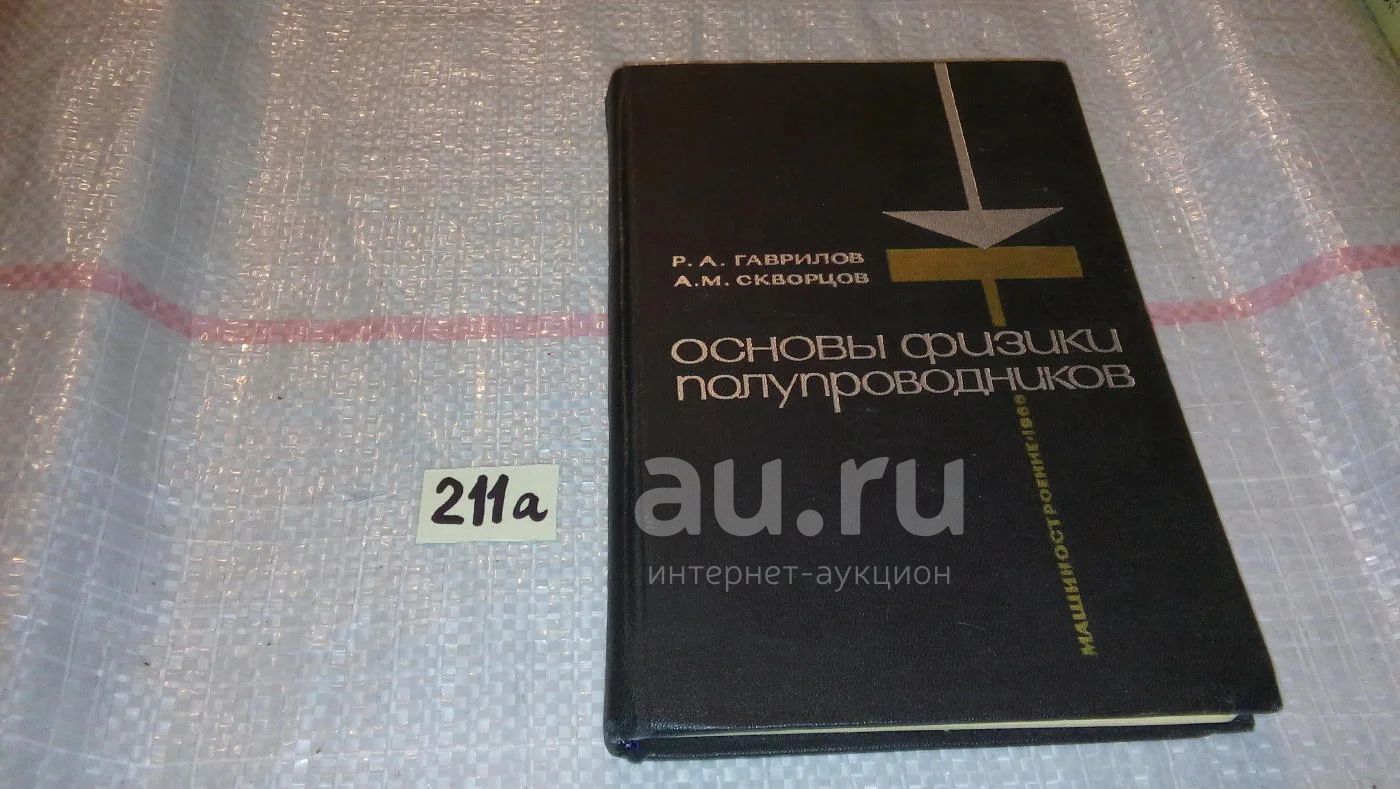 Р. А. ГАВРИЛОВ
А. М. СКВОРЦОВ
ОСНОВЫ ФИЗИКИ
ПОЛУПРОВОДНИКОВ
МАШИНОСТРОЕНИЕ·1966
211а
au.ru
интернет-аукцион